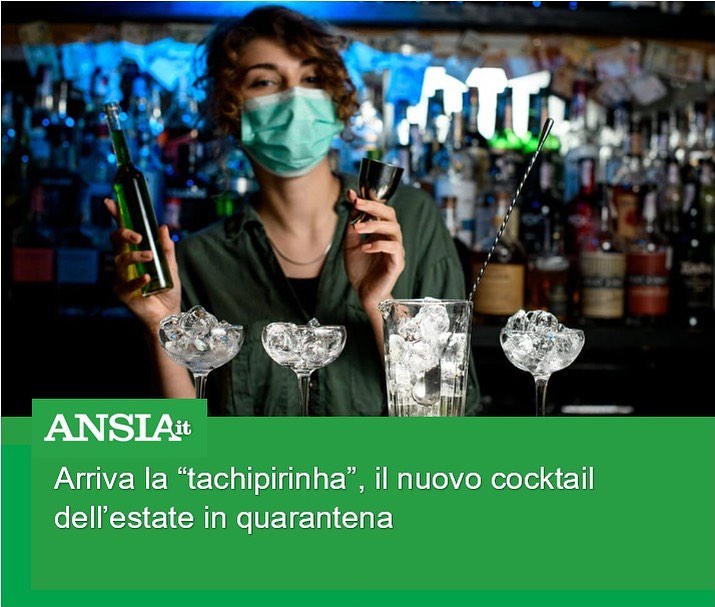 ANSIA.it
Arriva la “tachipirinha”, il nuovo cocktail
dell’estate in quarantena